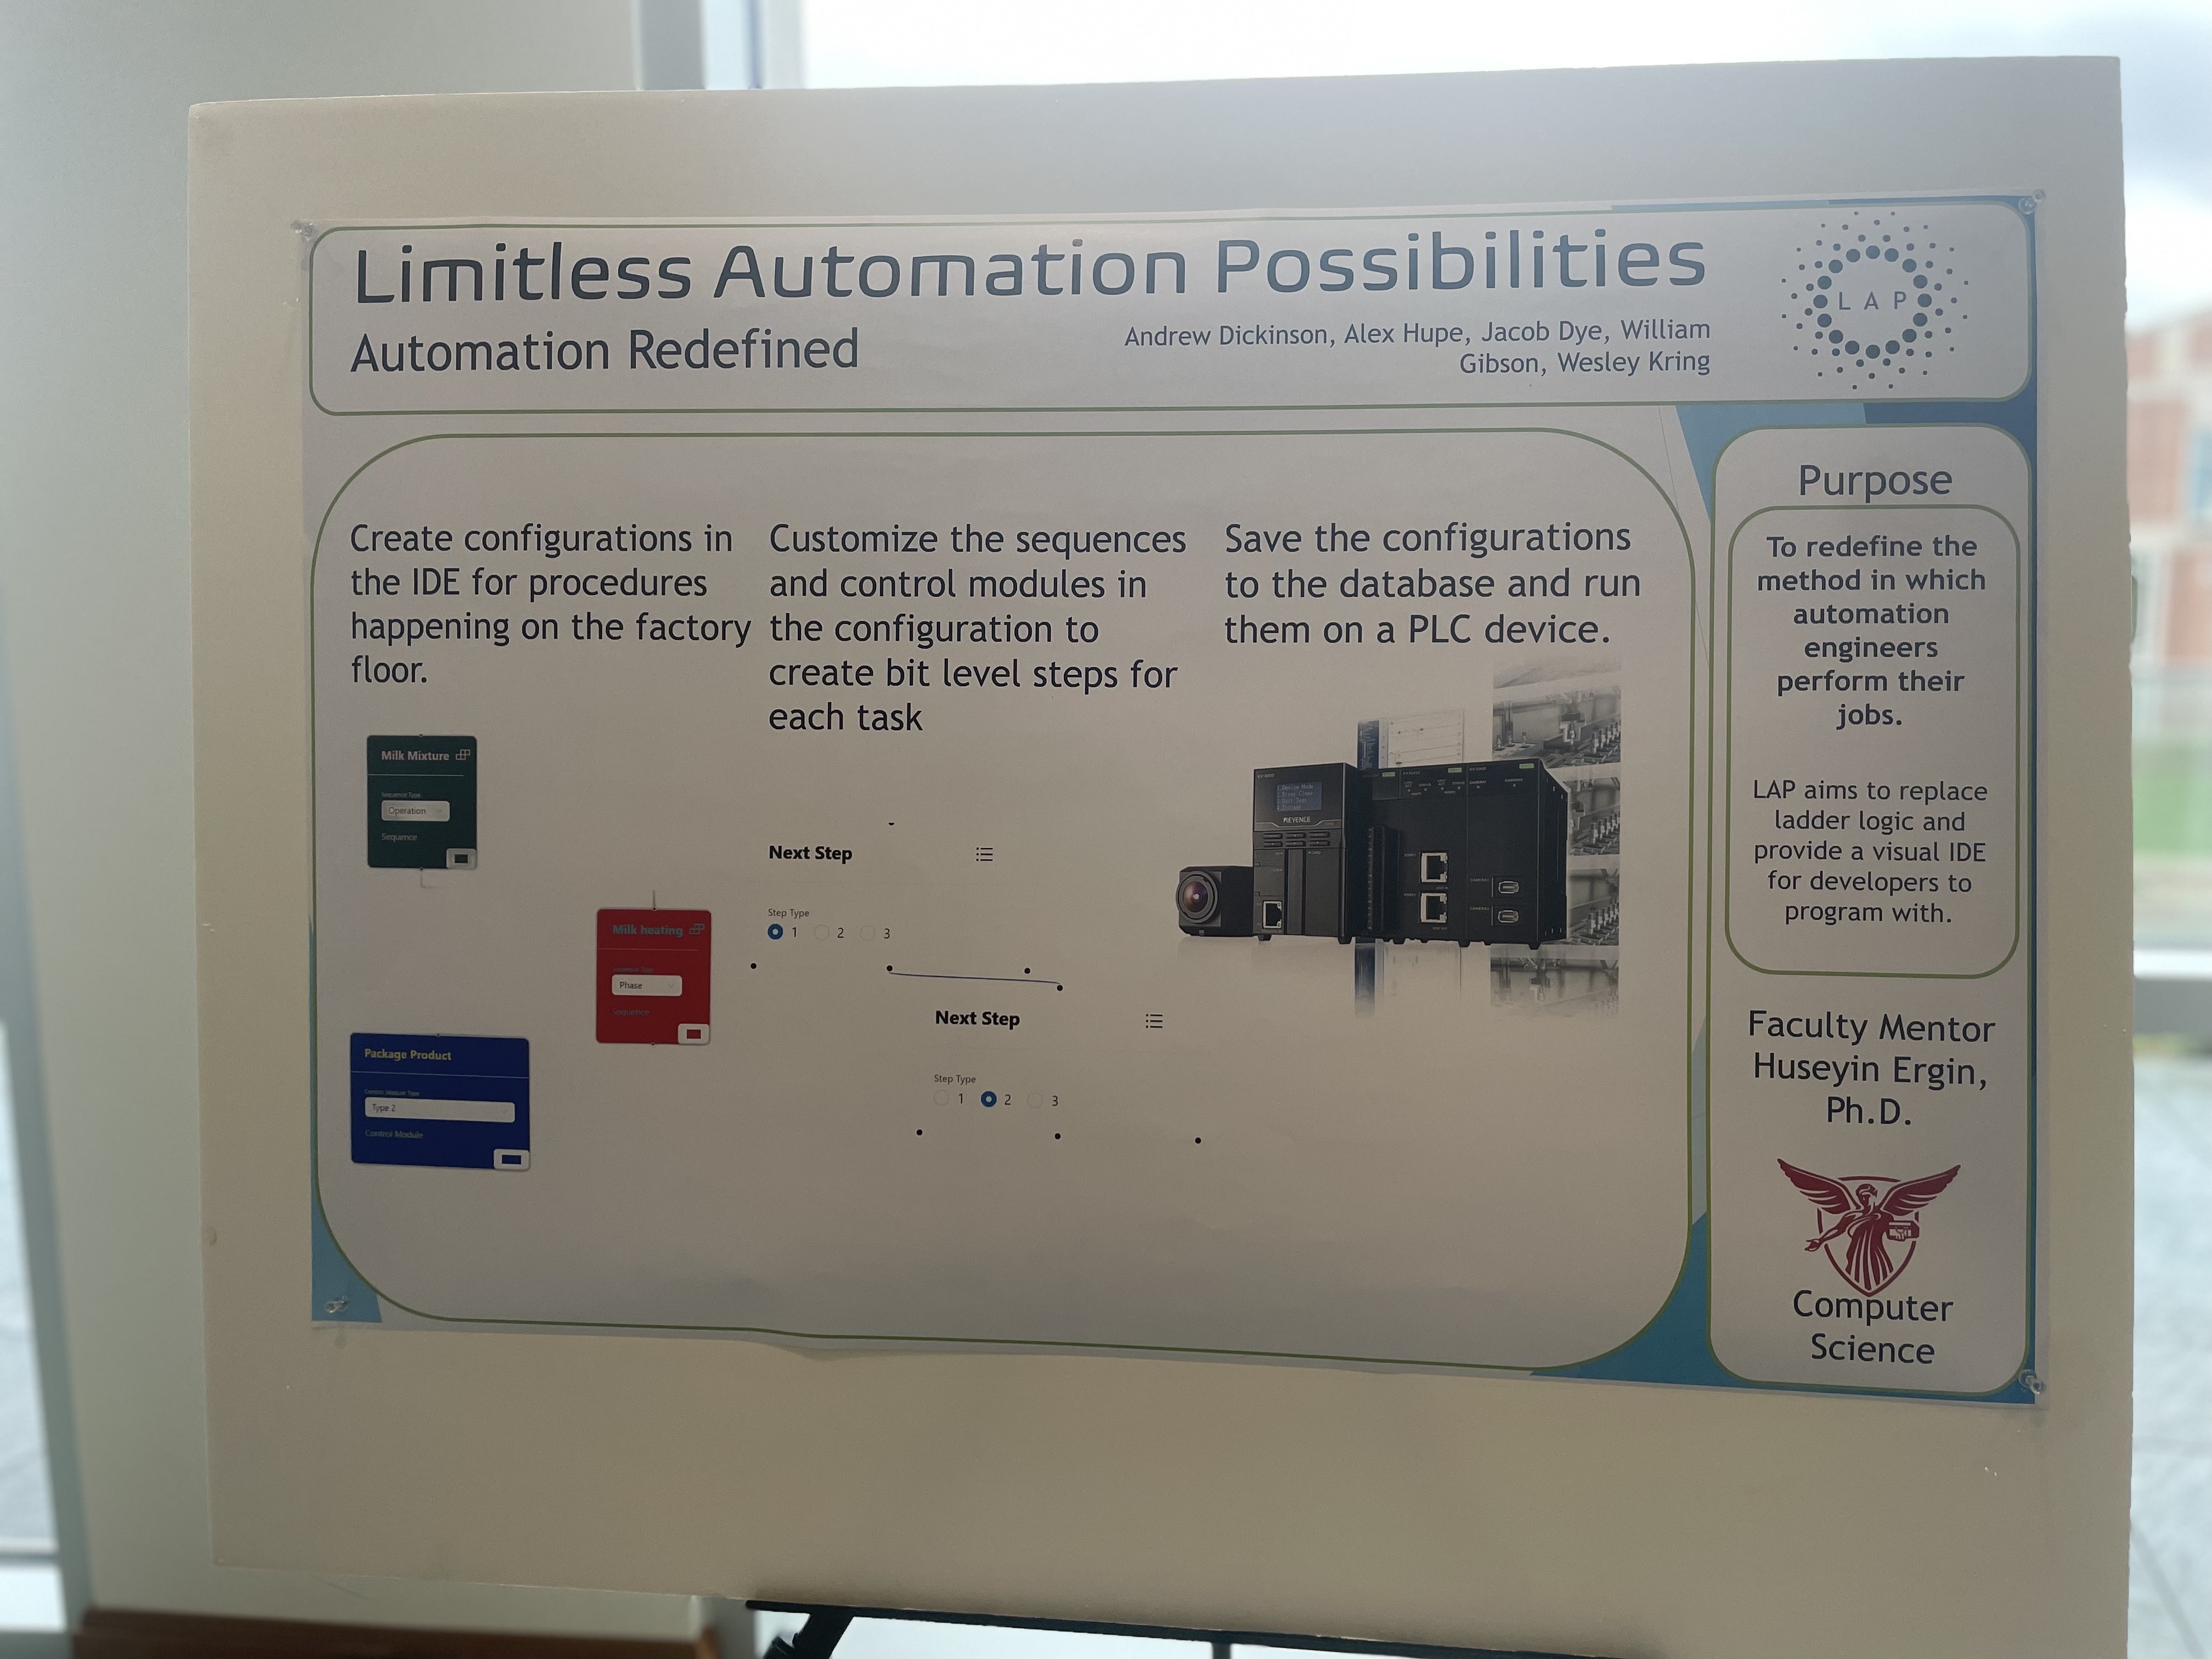 Limitless Automation Possibilities
Automation Redefined
Andrew Dickinson, Alex Hupe, Jacob Dye, William
Gibson, Wesley Kring
L A P
Create configurations in
the IDE for procedures
happening on the factory
floor.
Milk Mixture
Sequence Type
Operation
Sequence
Milk heating
Phase
Sequence
Package Product
Control Module Type
Type 2
Control Module
Customize the sequences
and control modules in
the configuration to
create bit level steps for
each task
Next Step
Step Type
1 2 3
Next Step
Step Type
1 2 3
Save the configurations
to the database and run
them on a PLC device.
KEYENCE
Purpose
To redefine the
method in which
automation
engineers
perform their
jobs.
LAP aims to replace
ladder logic and
provide a visual IDE
for developers to
program with.
Faculty Mentor
Huseyin Ergin,
Ph.D.
Computer
Science